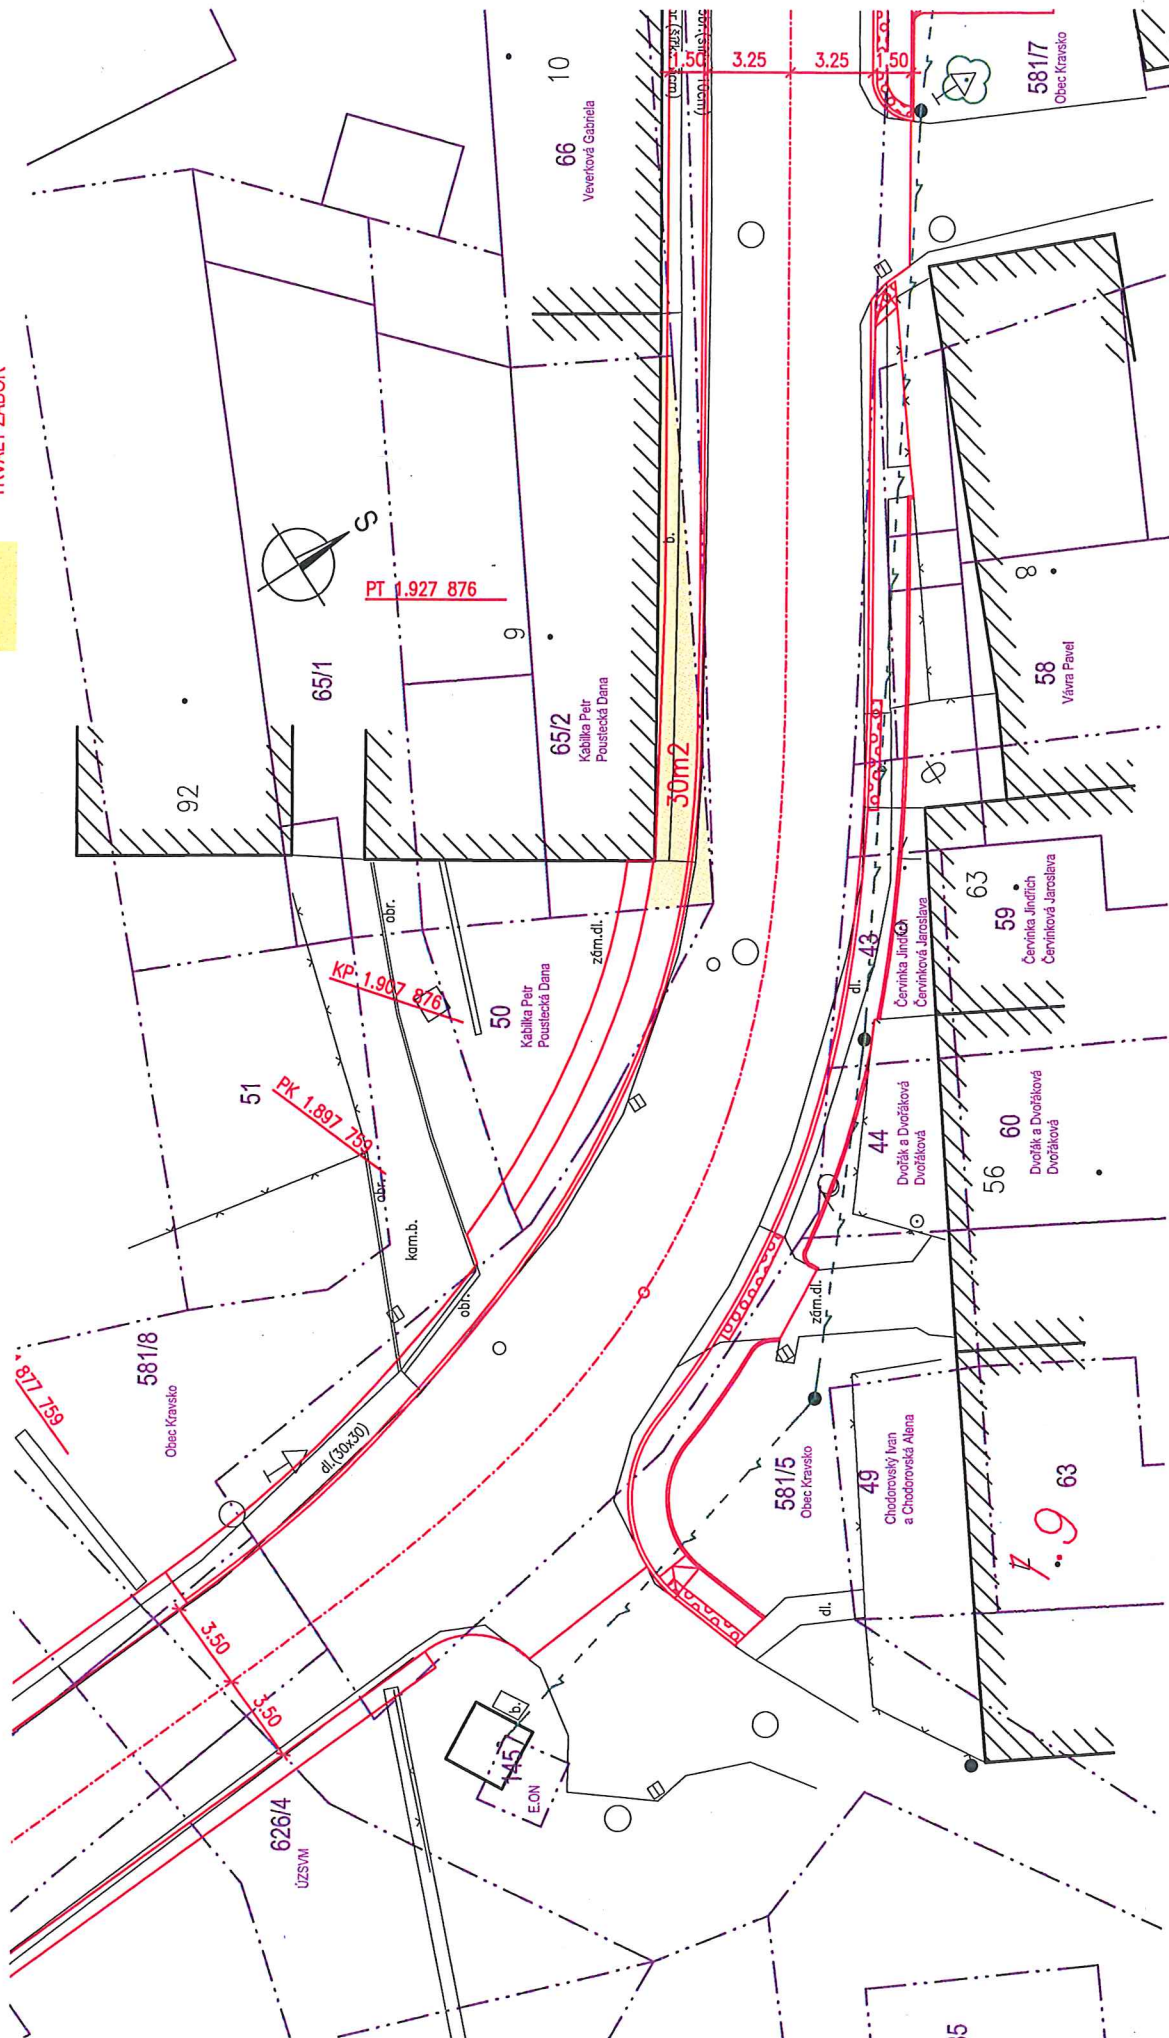 TRVALÝ ZÁBOR
10
66
Veverková Gabriela
1.50
3.25
3.25
1.50
581/7
Obec Kravsko
S
PT 1.927 876
65/1
9
65/2
Kabilka Petr
Poustecká Dana
b.
30m2
8
58
Vávra Pavel
92
obr.
KP 1.907 876
50
Kabilka Petr
Poustecká Dana
zám.dl.
43
Červinka Jindřich
Červinková Jaroslava
dl.
63
59
Červinka Jindřich
Červinková Jaroslava
51
PK 1.897 759
obr.
kam.b.
obr.
44
Dvořák a Dvořáková
Dvořáková
56
60
Dvořák a Dvořáková
Dvořáková
zám.dl.
877 759
581/8
Obec Kravsko
dl.(30x30)
581/5
Obec Kravsko
49
Chodorovský Ivan
a Chodorovská Alena
63
dl.
3.50
3.50
b.
145
E.ON
626/4
ÚZSVM